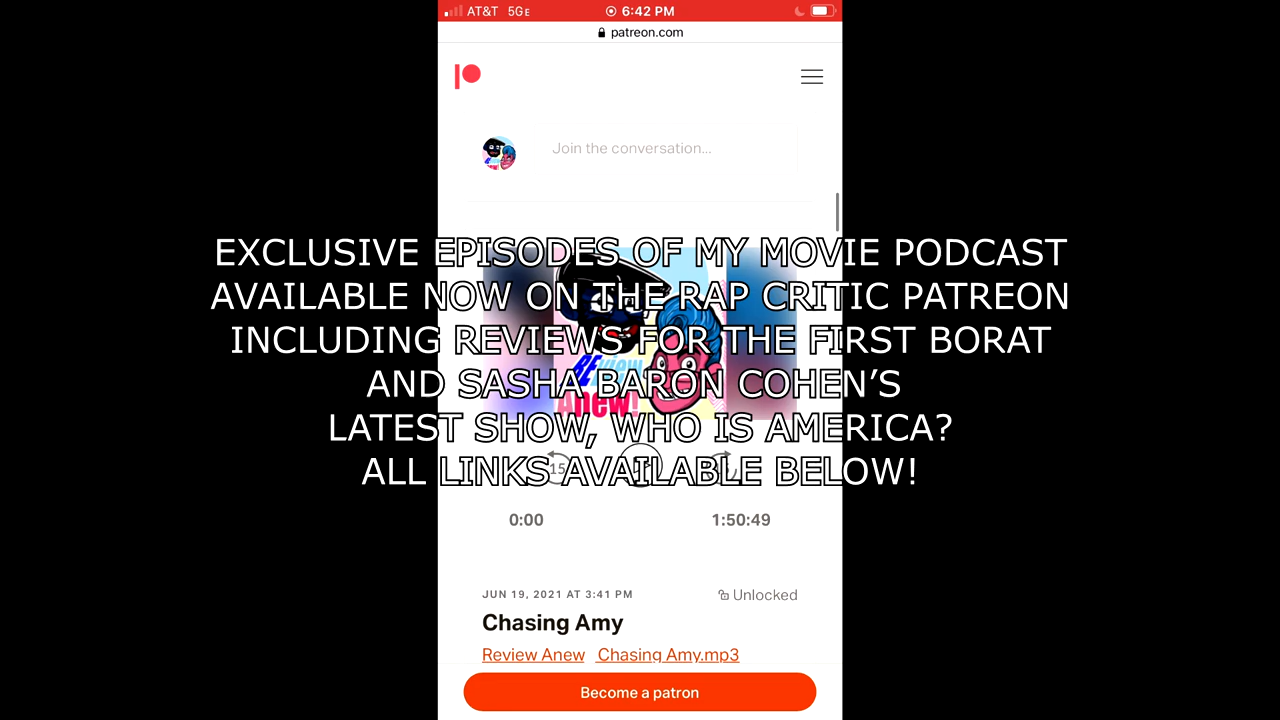 AT&T 5GE 6:42 PM
patreon.com
Join the conversation...
EXCLUSIVE EPISODES OF MY MOVIE PODCAST
AVAILABLE NOW ON THE RAP CRITIC PATREON
INCLUDING REVIEWS FOR THE FIRST BORAT
AND SASHA BARON COHEN'S
LATEST SHOW, WHO IS AMERICA?
ALL LINKS AVAILABLE BELOW!
REview
Anew!
15
0:00 1:50:49
JUN 19, 2021 AT 3:41 PM Unlocked
Chasing Amy
Review Anew Chasing Amy.mp3
Become a patron